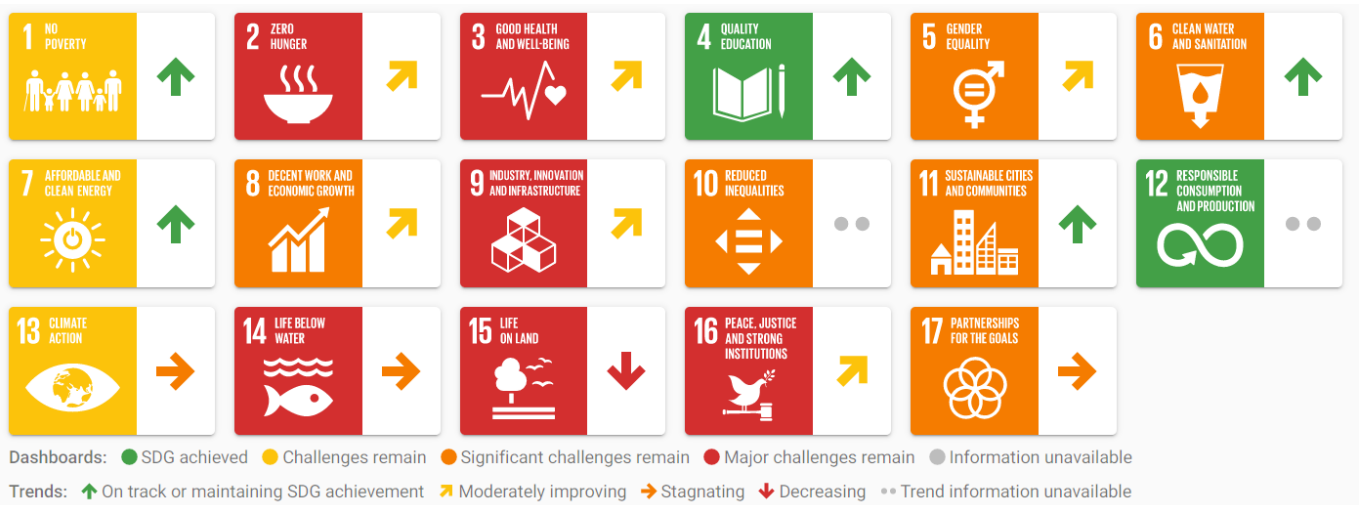 1 NO
POVERTY
2 ZERO
HUNGER
3 GOOD HEALTH
AND WELL-BEING
4 QUALITY
EDUCATION
5 GENDER
EQUALITY
6 CLEAN WATER
AND SANITATION
7 AFFORDABLE AND
CLEAN ENERGY
8 DECENT WORK AND
ECONOMIC GROWTH
9 INDUSTRY, INNOVATION
AND INFRASTRUCTURE
10 REDUCED
INEQUALITIES
11 SUSTAINABLE CITIES
AND COMMUNITIES
12 RESPONSIBLE
CONSUMPTION
AND PRODUCTION
13 CLIMATE
ACTION
14 LIFE BELOW
WATER
15 LIFE
ON LAND
16 PEACE, JUSTICE
AND STRONG
INSTITUTIONS
17 PARTNERSHIPS
FOR THE GOALS
Dashboards: SDG achieved Challenges remain Significant challenges remain Major challenges remain Information unavailable
Trends: On track or maintaining SDG achievement Moderately improving Stagnating Decreasing Trend information unavailable